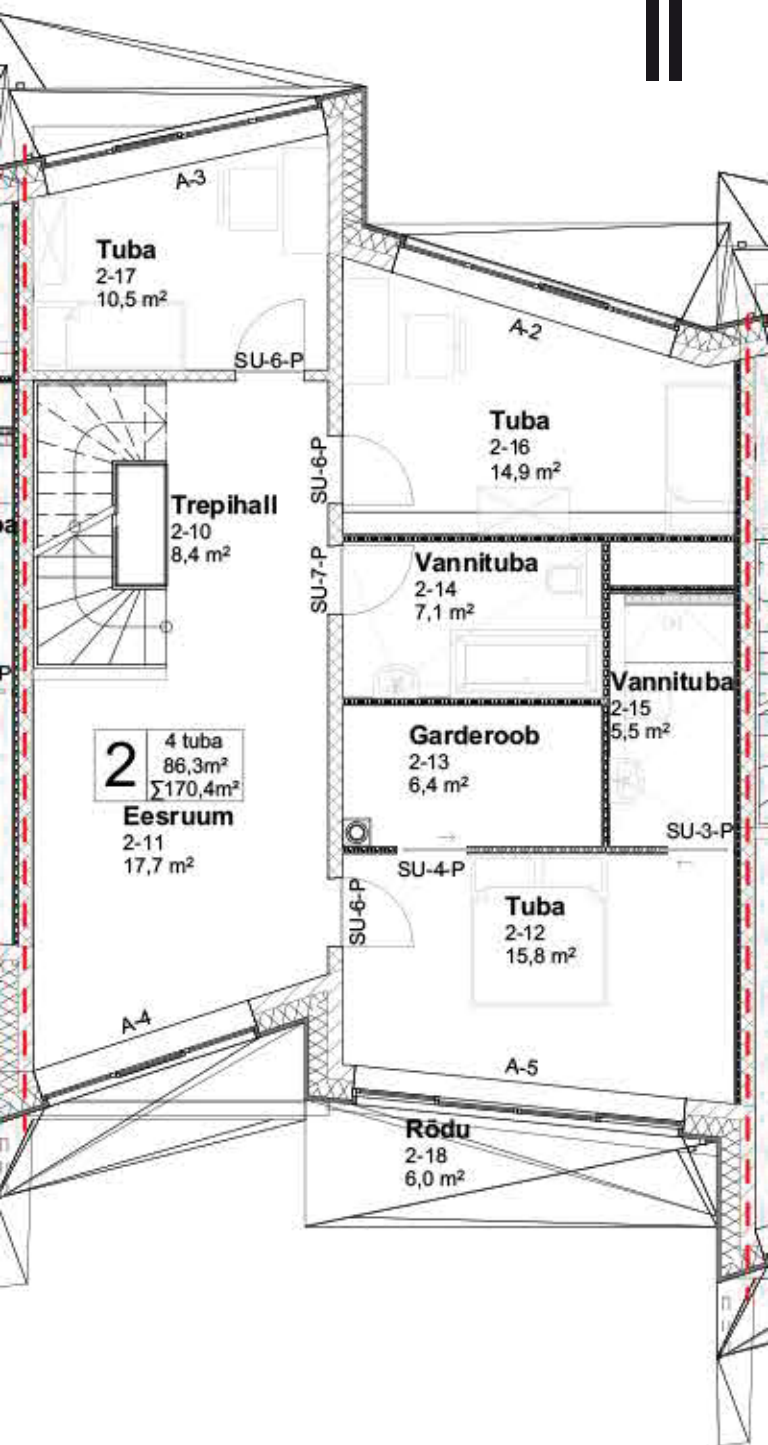 II
A-3
Tuba
2-17
10,5 m²
SU-6-P
A-2
Tuba
2-16
14,9 m²
SU-6-P
Trepihall
2-10
8,4 m²
SU-7-P
Vannituba
2-14
7,1 m²
Vannituba
2-15
5,5 m²
Garderoob
2-13
6,4 m²
2
4 tuba
86,3m²
∑170,4m²
Eesruum
2-11
17,7 m²
SU-3-P
SU-4-P
SU-6-P
Tuba
2-12
15,8 m²
A-4
A-5
Rõdu
2-18
6,0 m²